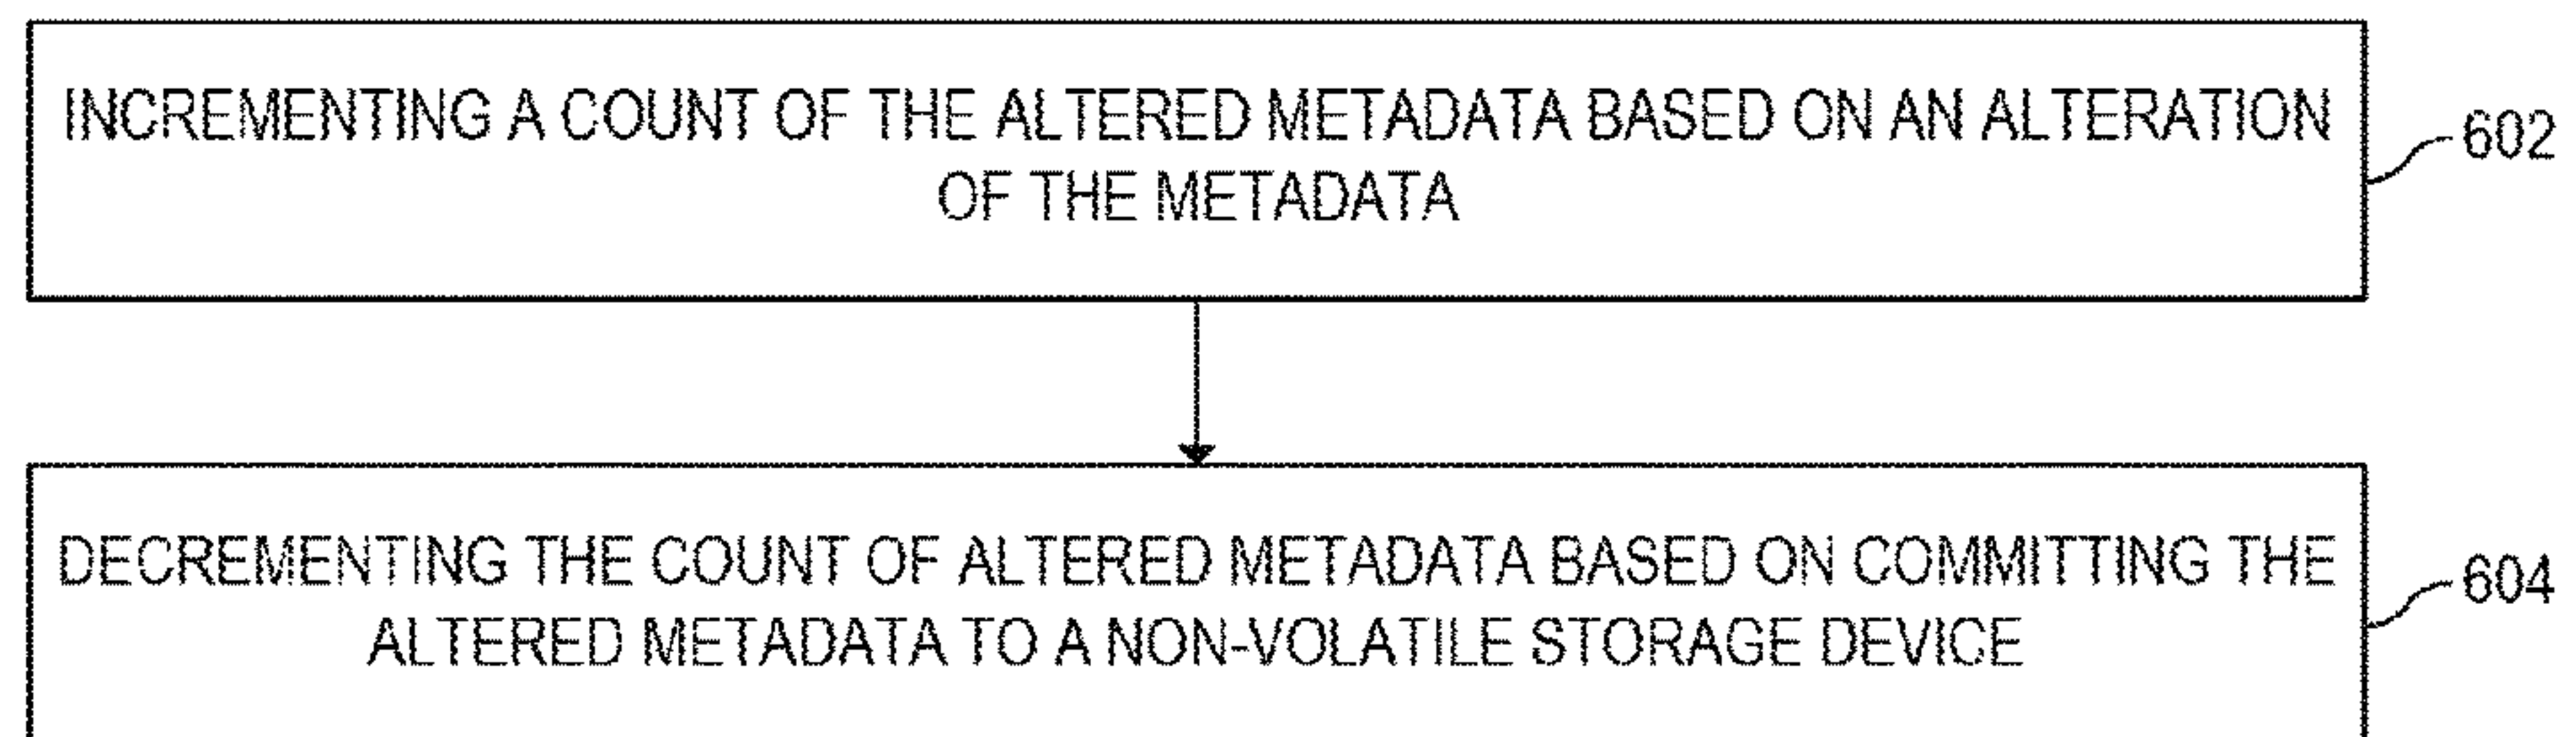 INCREMENTING A COUNT OF THE ALTERED METADATA BASED ON AN ALTERATION
OF THE METADATA
602
DECREMENTING THE COUNT OF ALTERED METADATA BASED ON COMMITTING THE
ALTERED METADATA TO A NON-VOLATILE STORAGE DEVICE
604